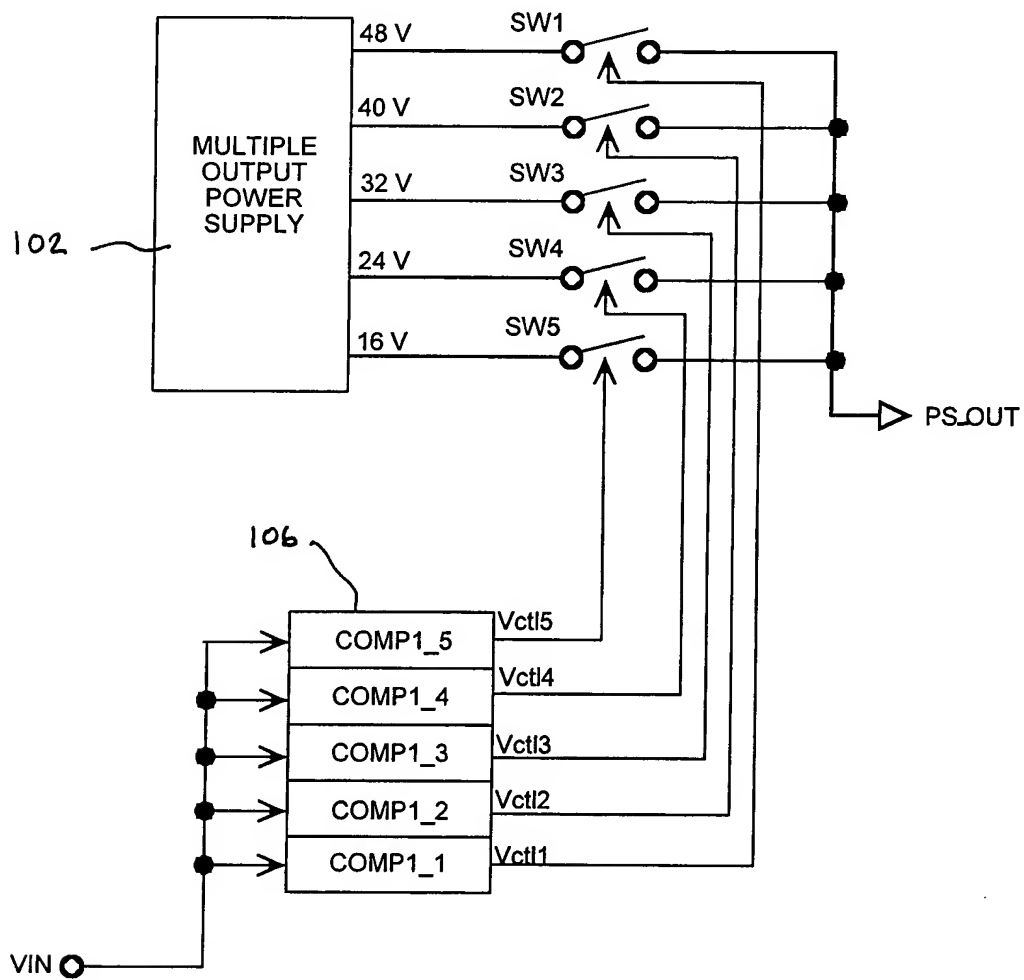 48 V
SW1
40 V
SW2
MULTIPLE
OUTPUT
POWER
SUPPLY
32 V
SW3
102
24 V
SW4
16 V
SW5
PS_OUT
106
COMP1_5
Vctl5
COMP1_4
Vctl4
COMP1_3
Vctl3
COMP1_2
Vctl2
COMP1_1
Vctl1
VIN